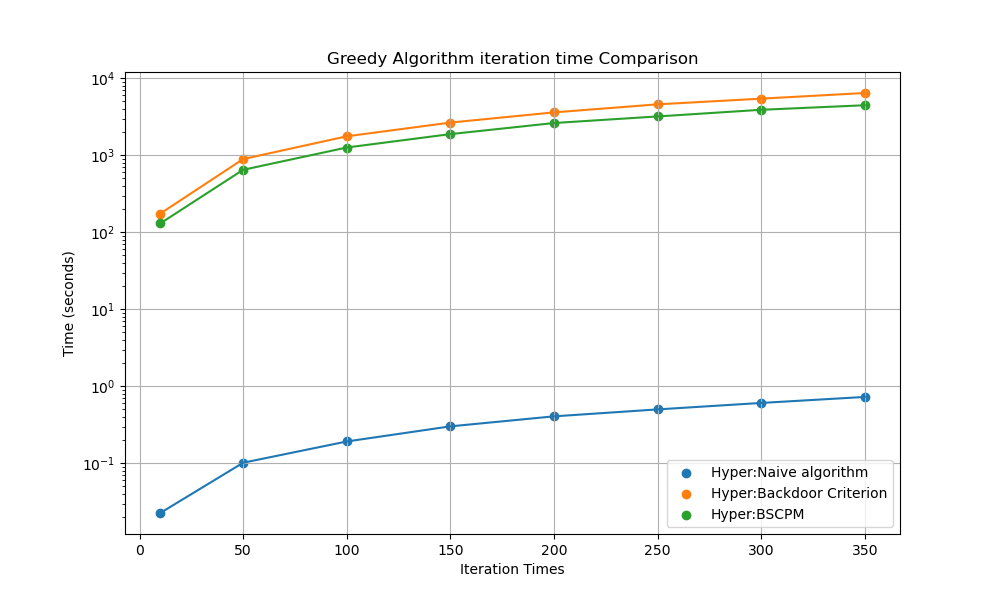 Greedy Algorithm iteration time Comparison
10^4
10^3
10^2
10^1
10^0
10^−1
Time (seconds)
0 50 100 150 200 250 300 350
Iteration Times
Hyper:Naive algorithm
Hyper:Backdoor Criterion
Hyper:BSCPM